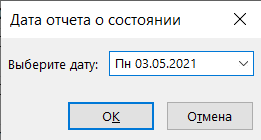 Дата отчета о состоянии
Выберите дату: Пн 03.05.2021
OK Отмена